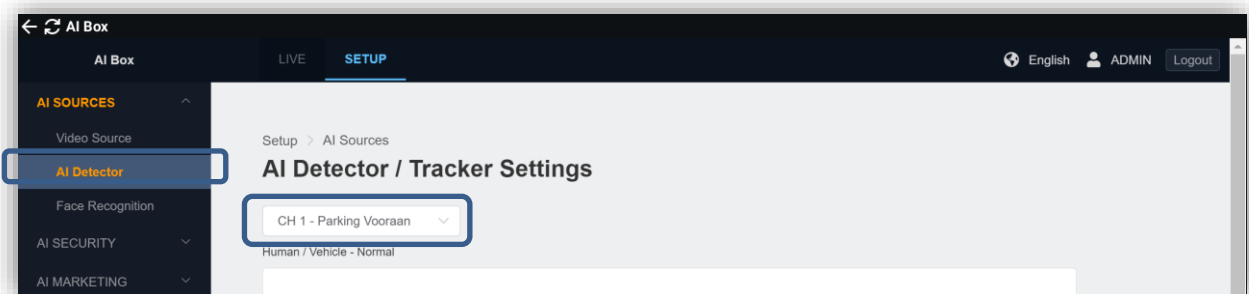 AI Box
AI Box LIVE SETUP English ADMIN Logout
AI SOURCES
Video Source
AI Detector
Face Recognition
AI SECURITY
AI MARKETING
Setup > AI Sources
AI Detector / Tracker Settings
CH 1 - Parking Vooraan
Human / Vehicle - Normal